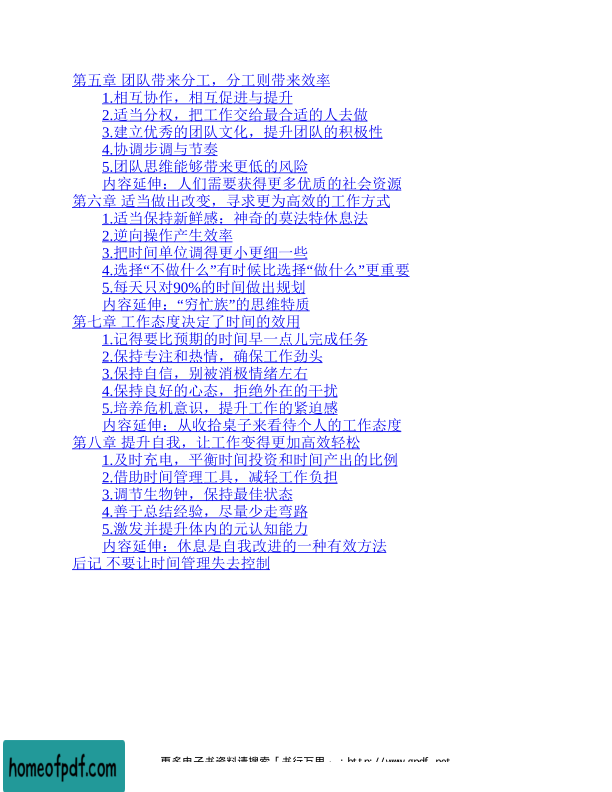 第五章 团队带来分工，分工则带来效率
1.相互协作，相互促进与提升
2.适当分权，把工作交给最合适的人去做
3.建立优秀的团队文化，提升团队的积极性
4.协调步调与节奏
5.团队思维能够带来更低的风险
内容延伸：人们需要获得更多优质的社会资源
第六章 适当做出改变，寻求更为高效的工作方式
1.适当保持新鲜感：神奇的莫法特休息法
2.逆向操作产生效率
3.把时间单位调得更小更细一些
4.选择“不做什么”有时候比选择“做什么”更重要
5.每天只对90%的时间做出规划
内容延伸：“穷忙族”的思维特质
第七章 工作态度决定了时间的效用
1.记得要比预期的时间早一点儿完成任务
2.保持专注和热情，确保工作劲头
3.保持自信，别被消极情绪左右
4.保持良好的心态，拒绝外在的干扰
5.培养危机意识，提升工作的紧迫感
内容延伸：从收拾桌子来看待个人的工作态度
第八章 提升自我，让工作变得更加高效轻松
1.及时充电，平衡时间投资和时间产出的比例
2.借助时间管理工具，减轻工作负担
3.调节生物钟，保持最佳状态
4.善于总结经验，尽量少走弯路
5.激发并提升体内的元认知能力
内容延伸：休息是自我改进的一种有效方法
后记 不要让时间管理失去控制
homeofpdf.com 更多电子书资料请搜索「书行万里」：http://www.gpdf.net